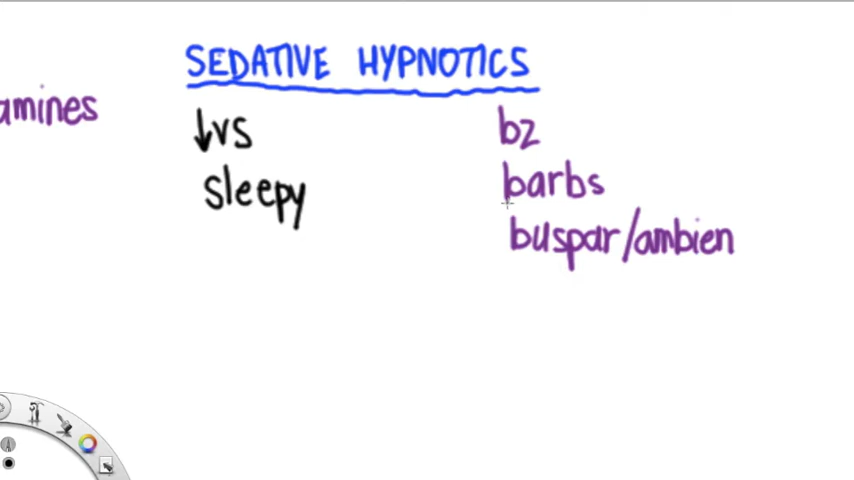 SEDATIVE HYPNOTICS
amines
↓vs
bz
sleepy
barbs
buspar/ambien